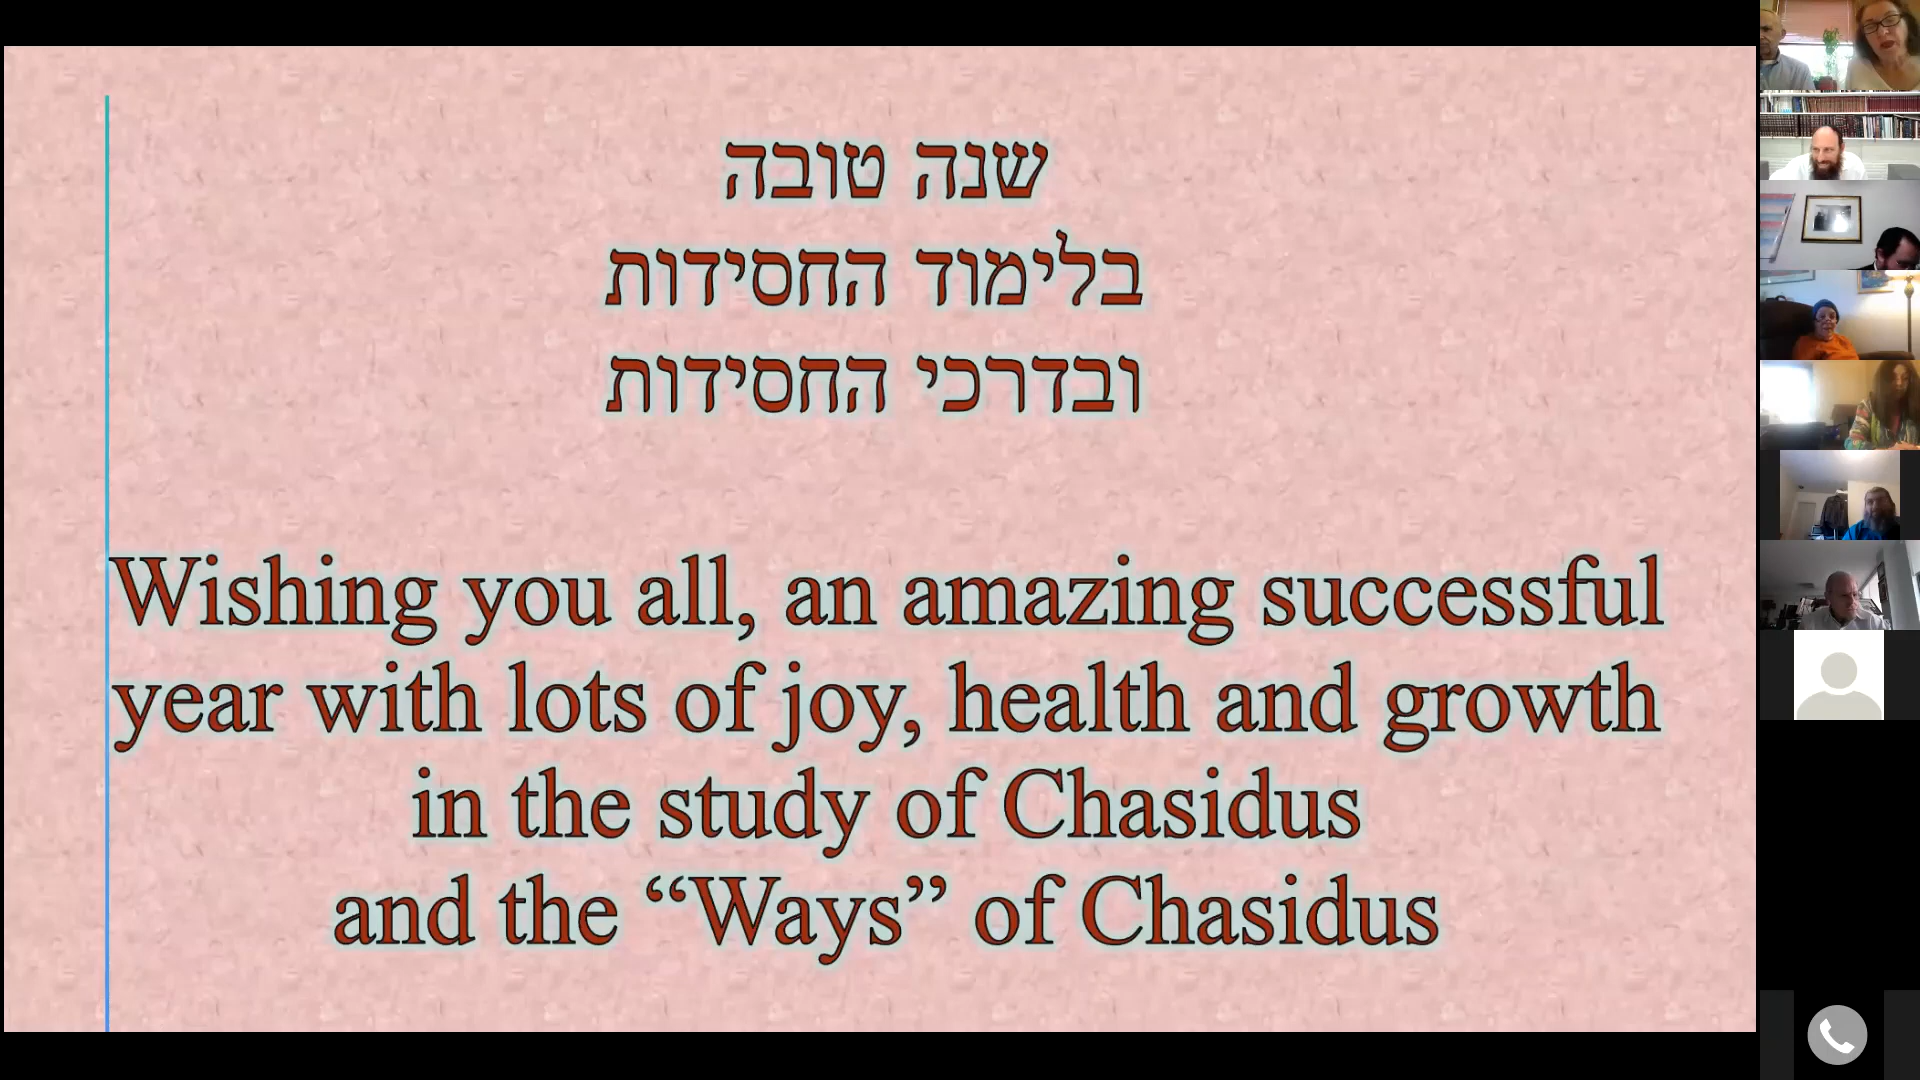 שנה טובה
בלימוד החסידות
ובדרכי החסידות
Wishing you all, an amazing successful
year with lots of joy, health and growth
in the study of Chasidus
and the “Ways” of Chasidus